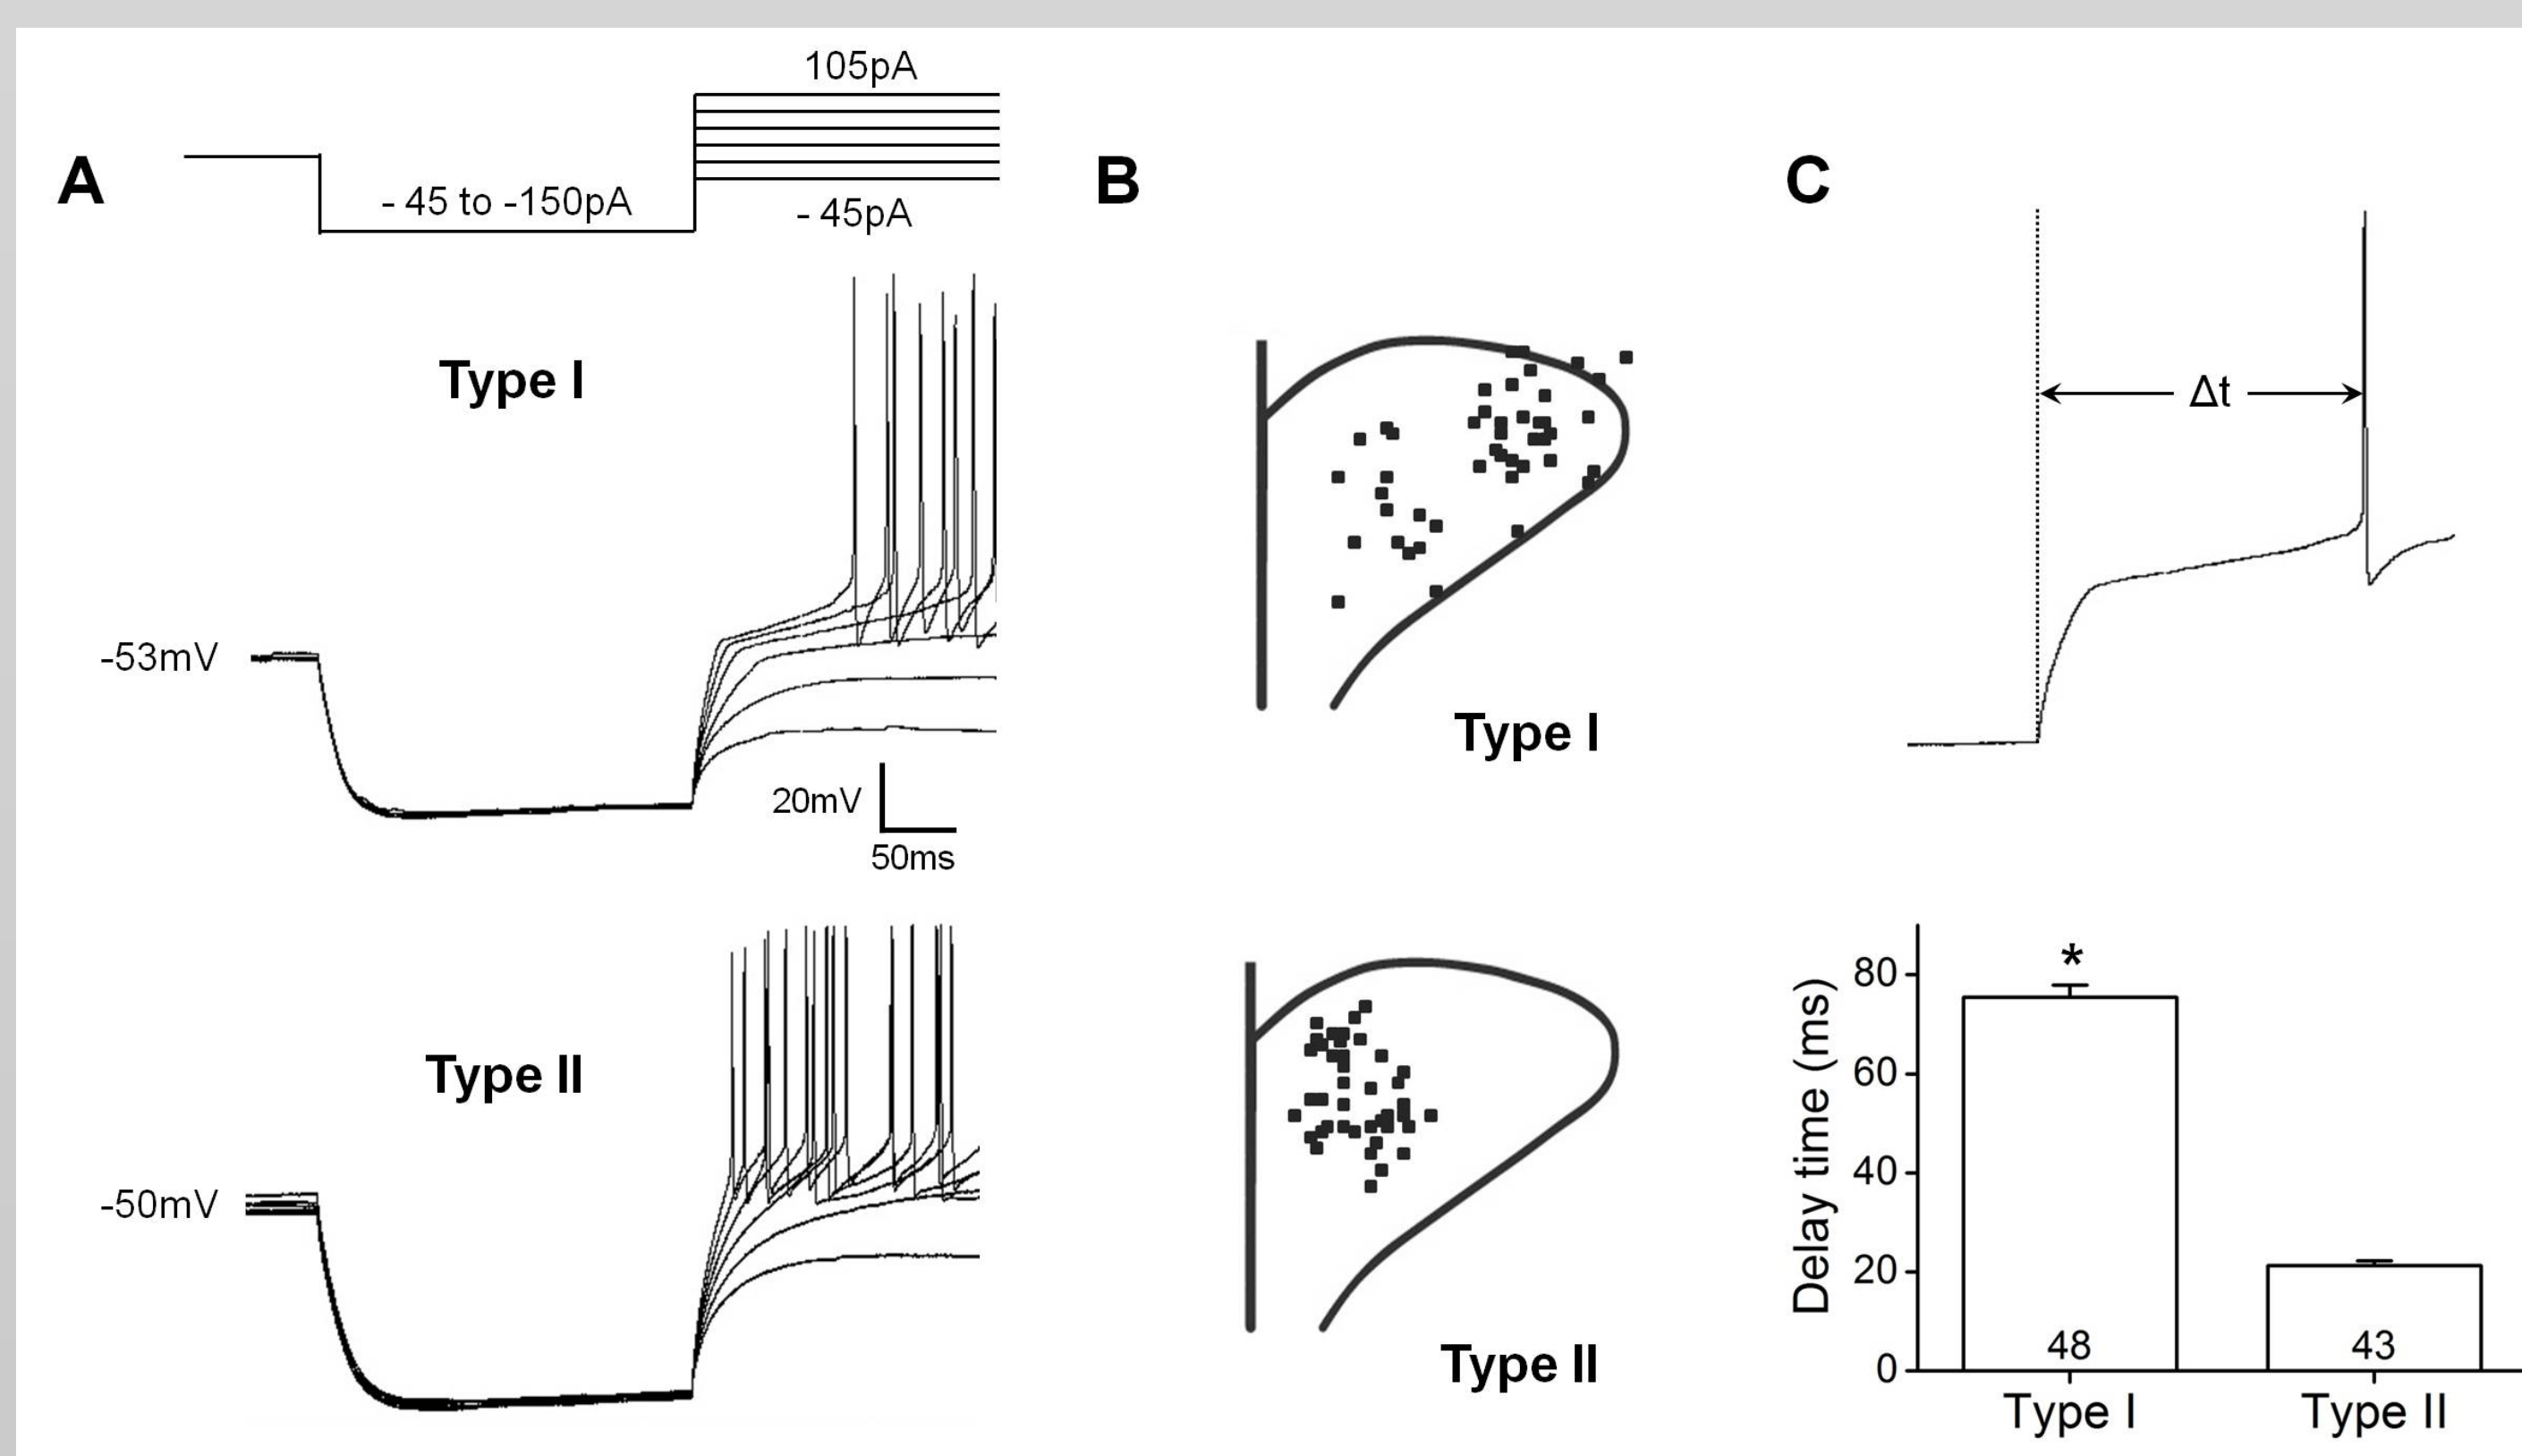 A
105pA
- 45 to -150pA
- 45pA
Type I
-53mV
20mV
50ms
Type II
-50mV
B
Type I
Type II
C
Δt
*
Delay time (ms)
80
60
40
20
0
48
43
Type I
Type II